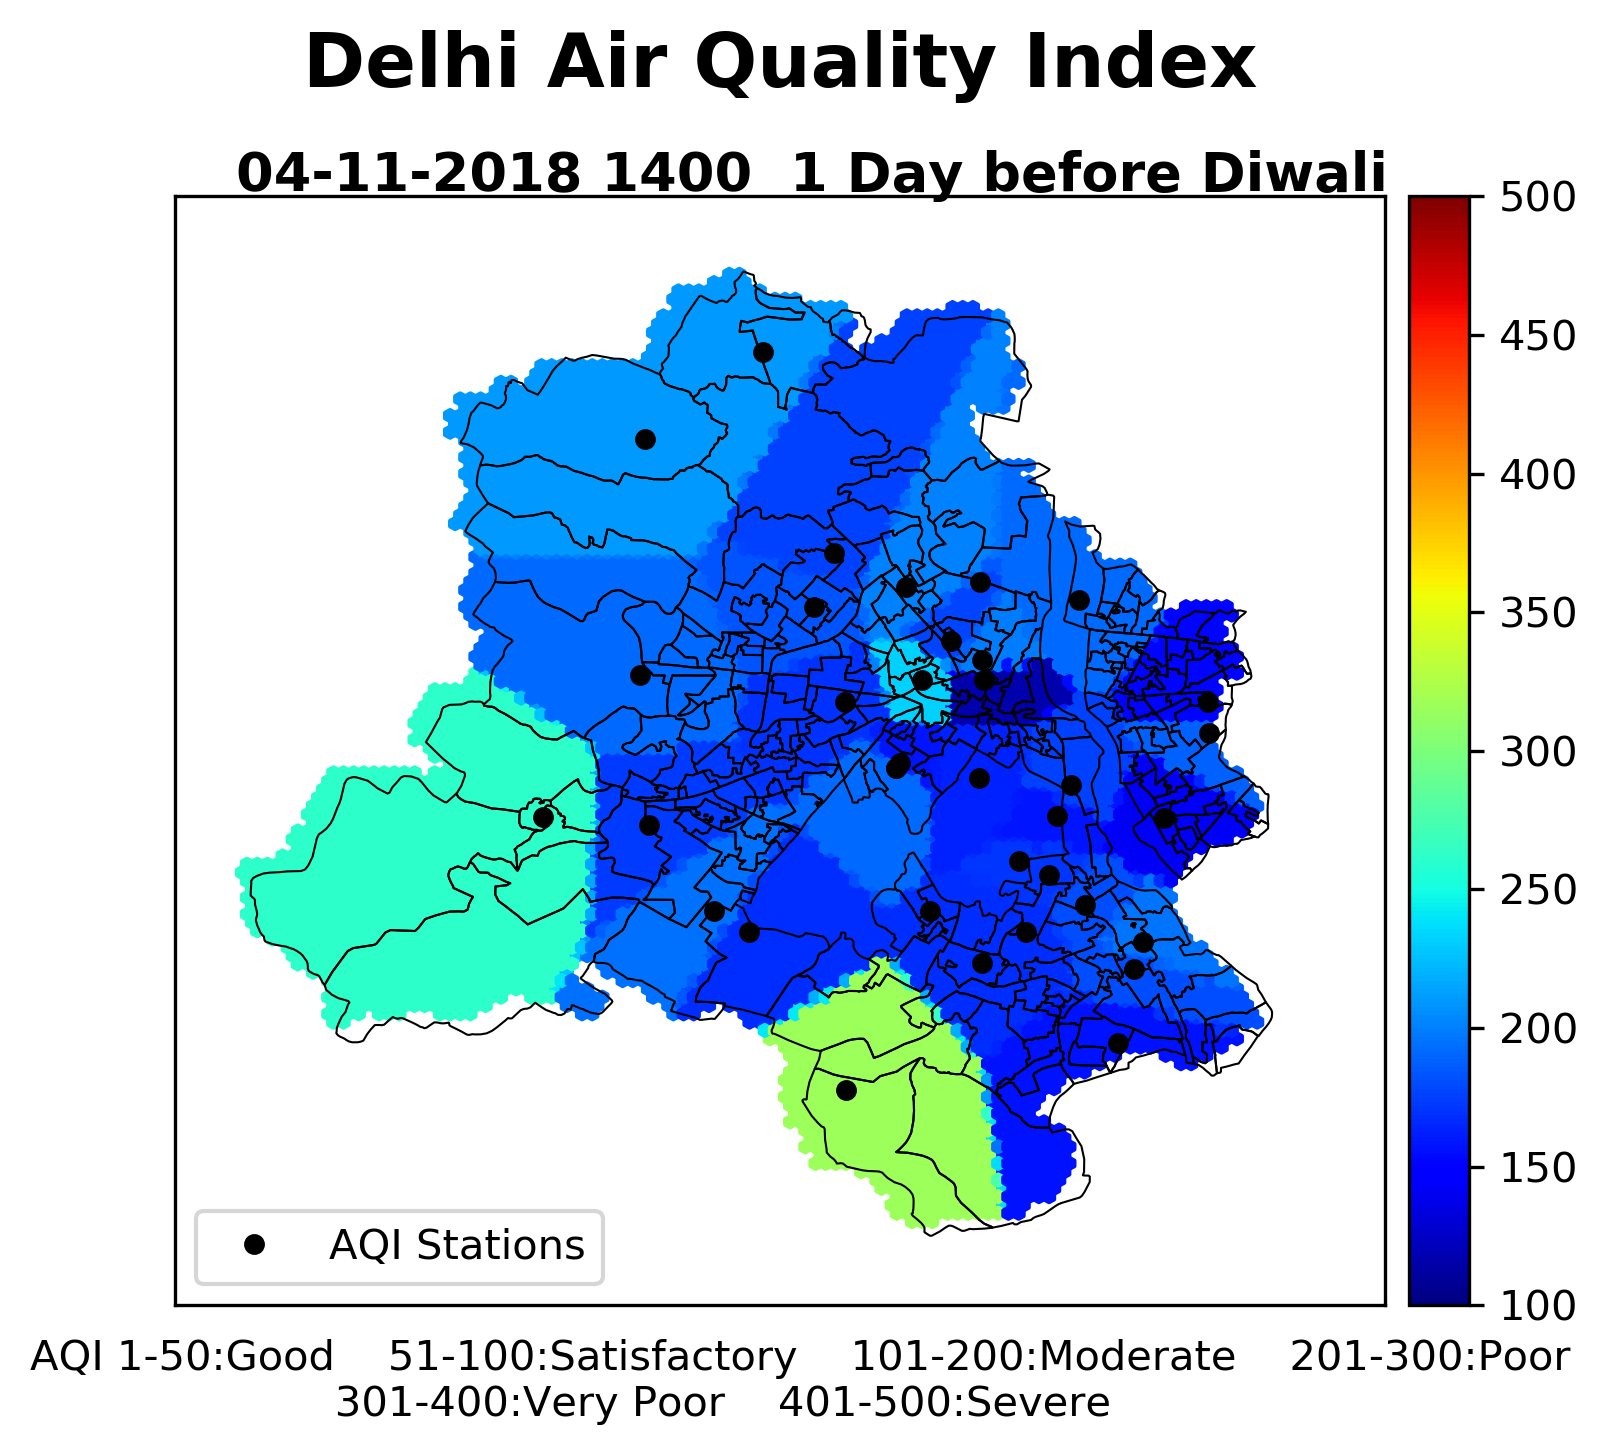 Delhi Air Quality Index
04-11-2018 1400  1 Day before Diwali
500
450
400
350
300
250
200
150
100
AQI Stations
AQI 1-50:Good    51-100:Satisfactory    101-200:Moderate    201-300:Poor
301-400:Very Poor    401-500:Severe